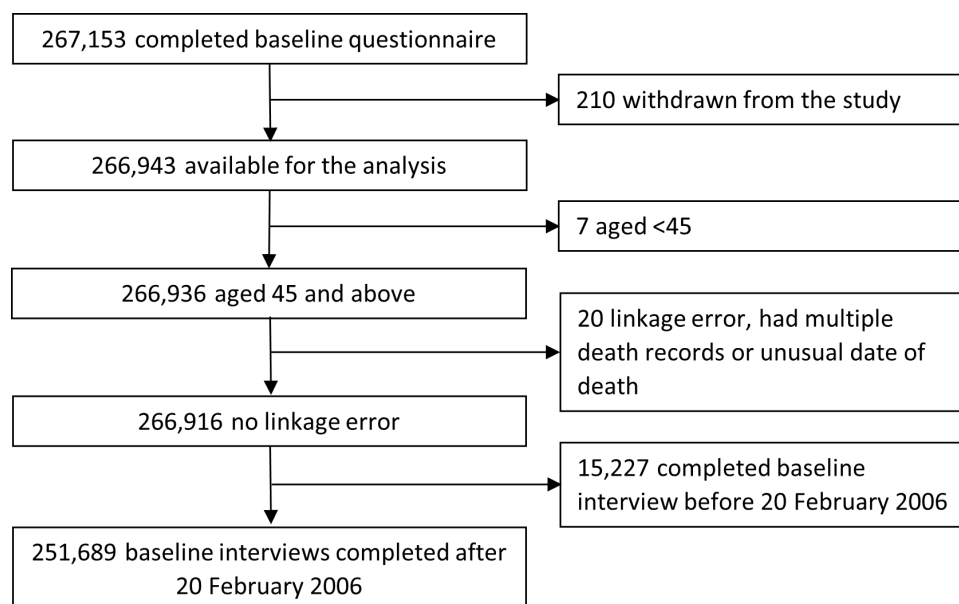 267,153 completed baseline questionnaire
210 withdrawn from the study
266,943 available for the analysis
7 aged <45
266,936 aged 45 and above
20 linkage error, had multiple
death records or unusual date of
death
266,916 no linkage error
15,227 completed baseline
interview before 20 February 2006
251,689 baseline interviews completed after
20 February 2006